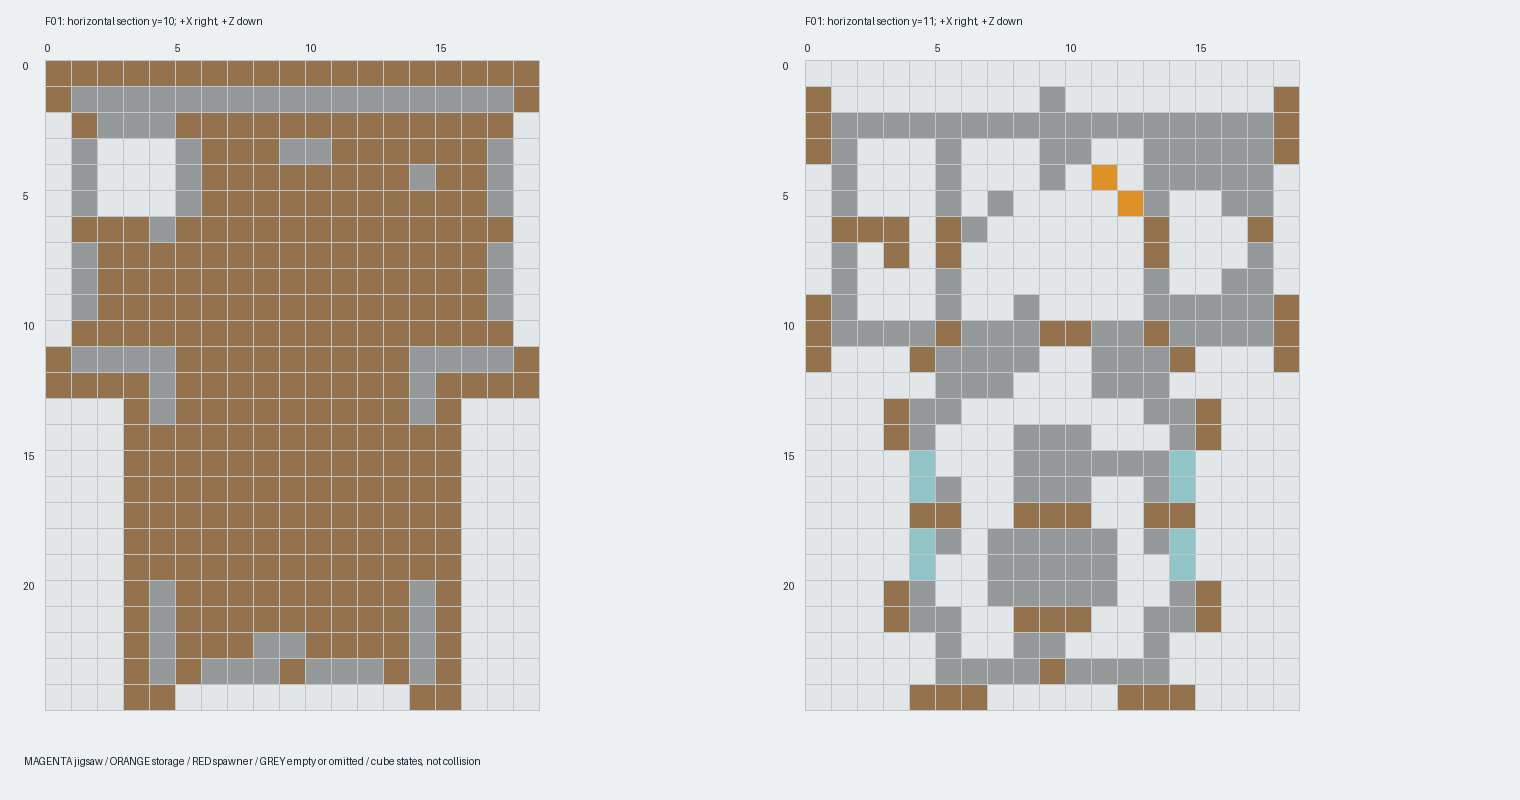 F01: horizontal section y=10; +X right, +Z down
F01: horizontal section y=11; +X right, +Z down
0 5 10 15
0 5 10 15
0 0
5 5
10 10
15 15
20 20
MAGENTA jigsaw / ORANGE storage / RED spawner / GREY empty or omitted / cube states, not collision